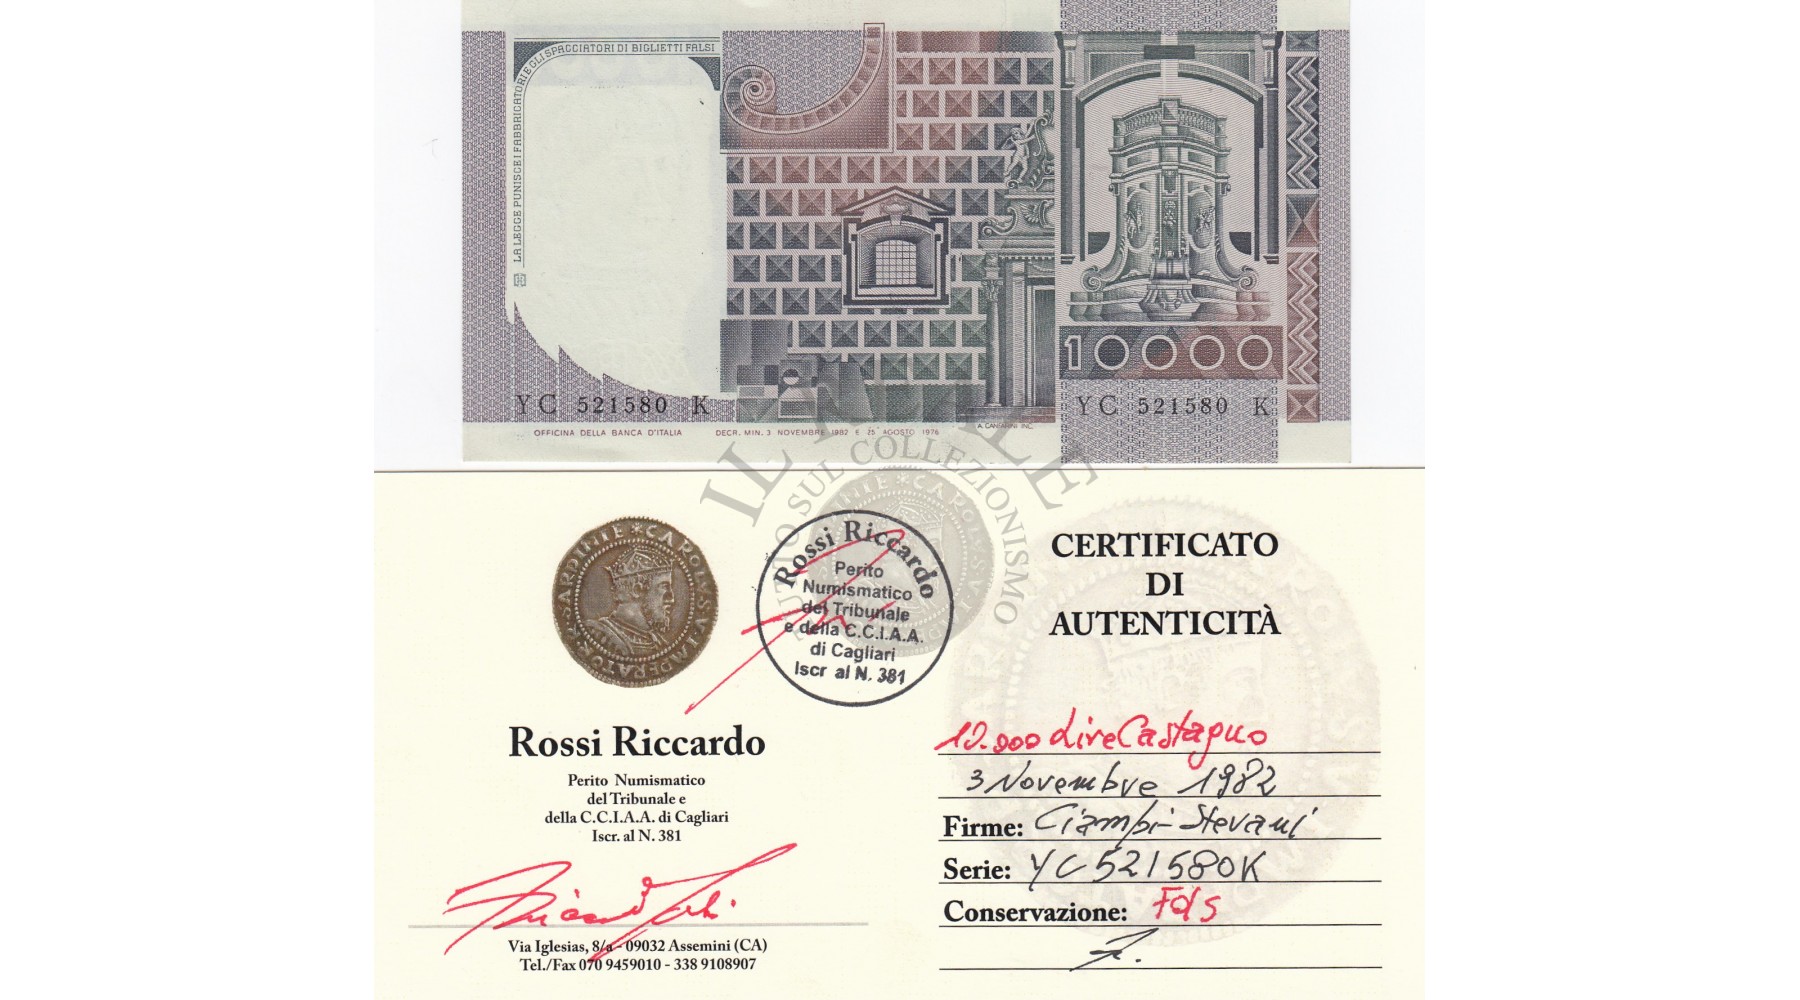 LA LEGGE PUNISCE I FABBRICATORI E GLI SPACCIATORI DI BIGLIETTI FALSI
10000
YC 521580 K
YC 521580 K
OFFICINA DELLA BANCA D'ITALIA
DECR. MIN. 3 NOVEMBRE 1982 E 25 AGOSTO 1976
A. CANFARINI INC.
SUL COLLEZIONISMO
SARDINIE * CAROLVS V IMPERATOR
Rossi Riccardo
Perito
Numismatico
del Tribunale
e della C.C.I.A.A.
di Cagliari
Iscr al N. 381
CERTIFICATO
DI
AUTENTICITÀ
Rossi Riccardo
Perito Numismatico
del Tribunale e
della C.C.I.A.A. di Cagliari
Iscr. al N. 381
Via Iglesias, 8/a - 09032 Assemini (CA)
Tel./Fax 070 9459010 - 338 9108907
10.000 Lire Castagno
3 Novembre 1982
Firme: Ciampi-Stevani
Serie: YC521580K
Conservazione: Fds